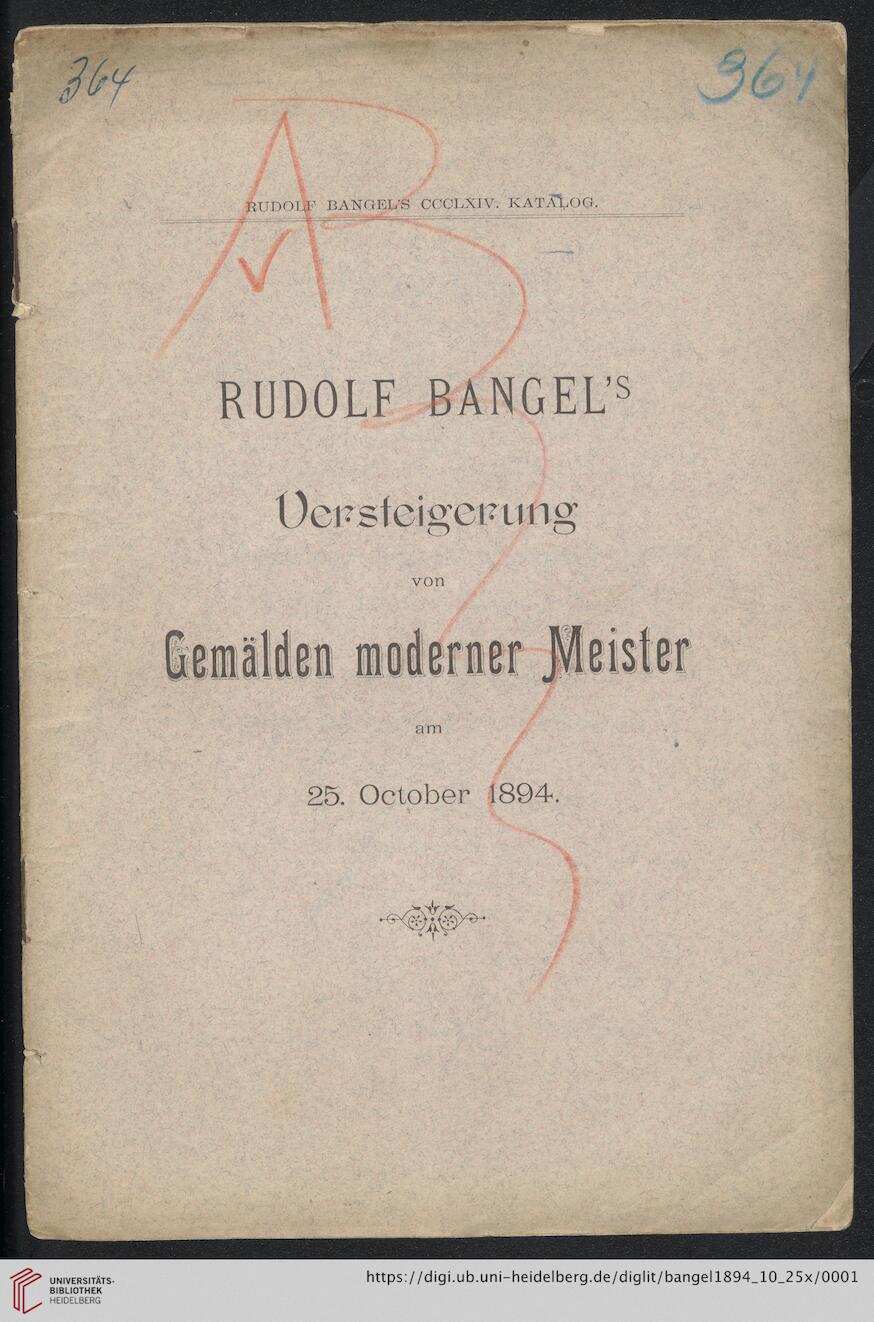 364
364
RUDOLF BANGEL'S CCCLXIV. KATALOG.
AB
RUDOLF BANGEL'S
Versteigerung
von
Gemälden moderner Meister
am
25. October 1894.
UNIVERSITÄTS-
BIBLIOTHEK
HEIDELBERG
https://digi.ub.uni-heidelberg.de/diglit/bangel1894_10_25x/0001